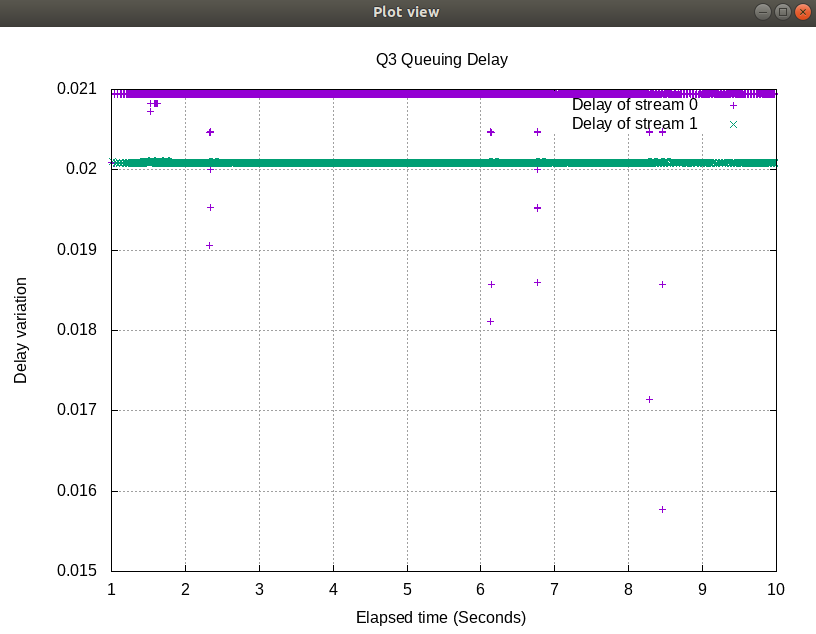 Plot view
Q3 Queuing Delay
0.021
Delay of stream 0
Delay of stream 1
0.02
0.019
0.018
0.017
0.016
0.015
Delay variation
1 2 3 4 5 6 7 8 9 10
Elapsed time (Seconds)